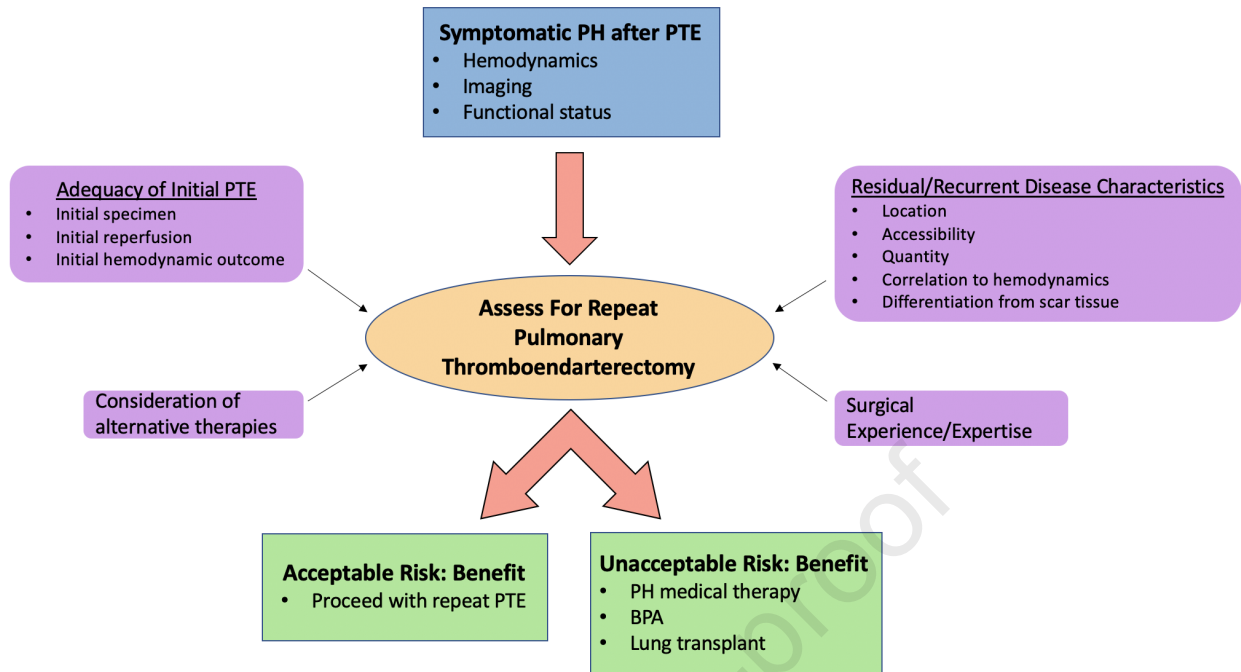 Symptomatic PH after PTE
• Hemodynamics
• Imaging
• Functional status
Adequacy of Initial PTE
• Initial specimen
• Initial reperfusion
• Initial hemodynamic outcome
Residual/Recurrent Disease Characteristics
• Location
• Accessibility
• Quantity
• Correlation to hemodynamics
• Differentiation from scar tissue
Assess For Repeat
Pulmonary
Thromboendarterectomy
Consideration of
alternative therapies
Surgical
Experience/Expertise
Acceptable Risk: Benefit
• Proceed with repeat PTE
Unacceptable Risk: Benefit
• PH medical therapy
• BPA
• Lung transplant
proof